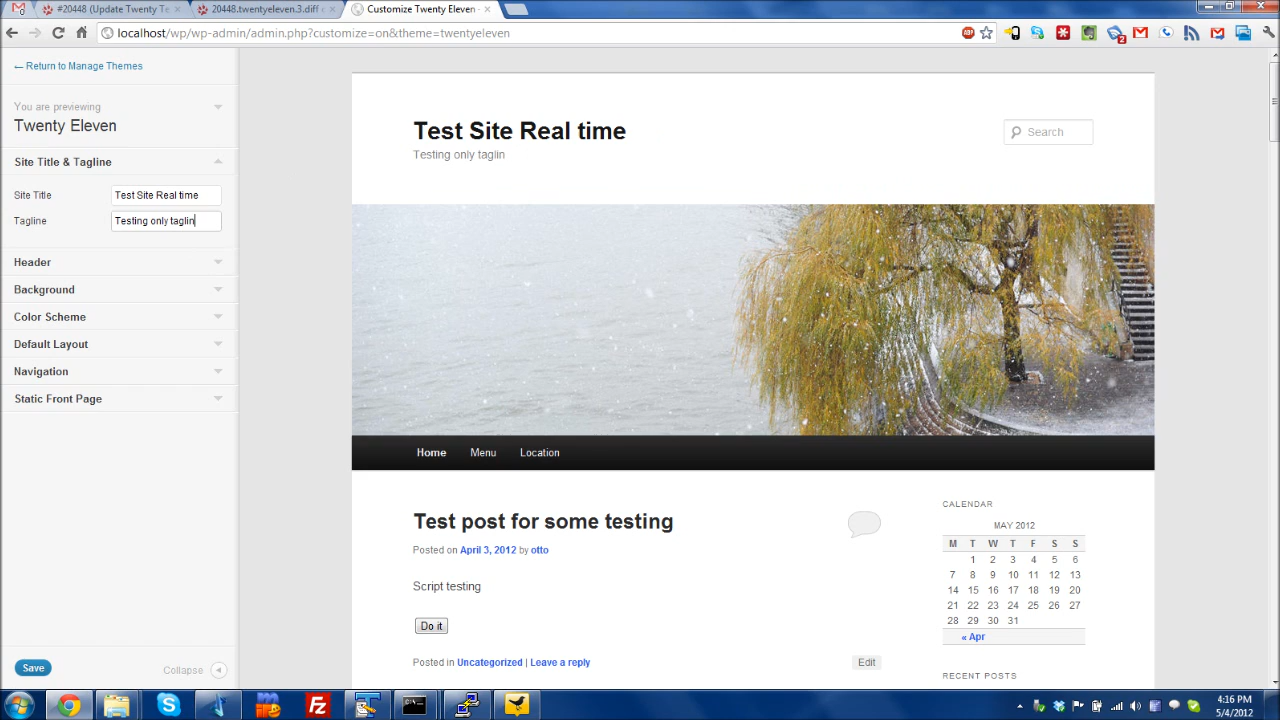 #20448 (Update Twenty Te
20448.twentyeleven.3.diff
Customize Twenty Eleven -
localhost/wp/wp-admin/admin.php?customize=on&theme=twentyeleven
ABP
2
← Return to Manage Themes
You are previewing
Twenty Eleven
Site Title & Tagline
Site Title
Test Site Real time
Tagline
Testing only taglin
Header
Background
Color Scheme
Default Layout
Navigation
Static Front Page
Save
Collapse
Test Site Real time
Testing only taglin
Search
Home Menu Location
Test post for some testing
Posted on April 3, 2012 by otto
Script testing
Do it
Posted in Uncategorized | Leave a reply
Edit
CALENDAR
MAY 2012
M T W T F S S
1 2 3 4 5 6
7 8 9 10 11 12 13
14 15 16 17 18 19 20
21 22 23 24 25 26 27
28 29 30 31
« Apr
RECENT POSTS
4:16 PM
5/4/2012